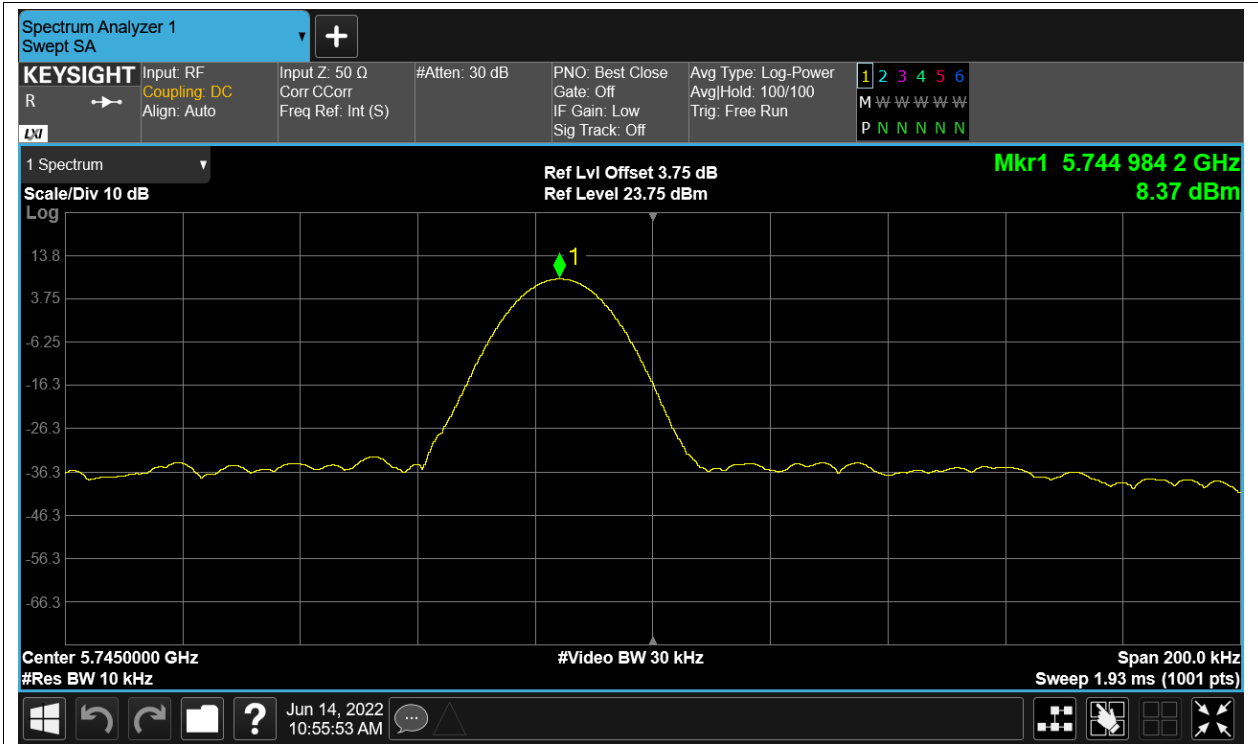 Spectrum Analyzer 1
Swept SA
KEYSIGHT
R
LXI
Input: RF
Coupling: DC
Align: Auto
Input Z: 50 Ω
Corr CCorr
Freq Ref: Int (S)
#Atten: 30 dB
PNO: Best Close
Gate: Off
IF Gain: Low
Sig Track: Off
Avg Type: Log-Power
Avg|Hold: 100/100
Trig: Free Run
1 2 3 4 5 6
M W W W W W
P N N N N N
1 Spectrum
Scale/Div 10 dB
Log
Ref Lvl Offset 3.75 dB
Ref Level 23.75 dBm
Mkr1 5.744 984 2 GHz
8.37 dBm
1
13.8
3.75
-6.25
-16.3
-26.3
-36.3
-46.3
-56.3
-66.3
Center 5.7450000 GHz
#Res BW 10 kHz
#Video BW 30 kHz
Span 200.0 kHz
Sweep 1.93 ms (1001 pts)
?
Jun 14, 2022
10:55:53 AM